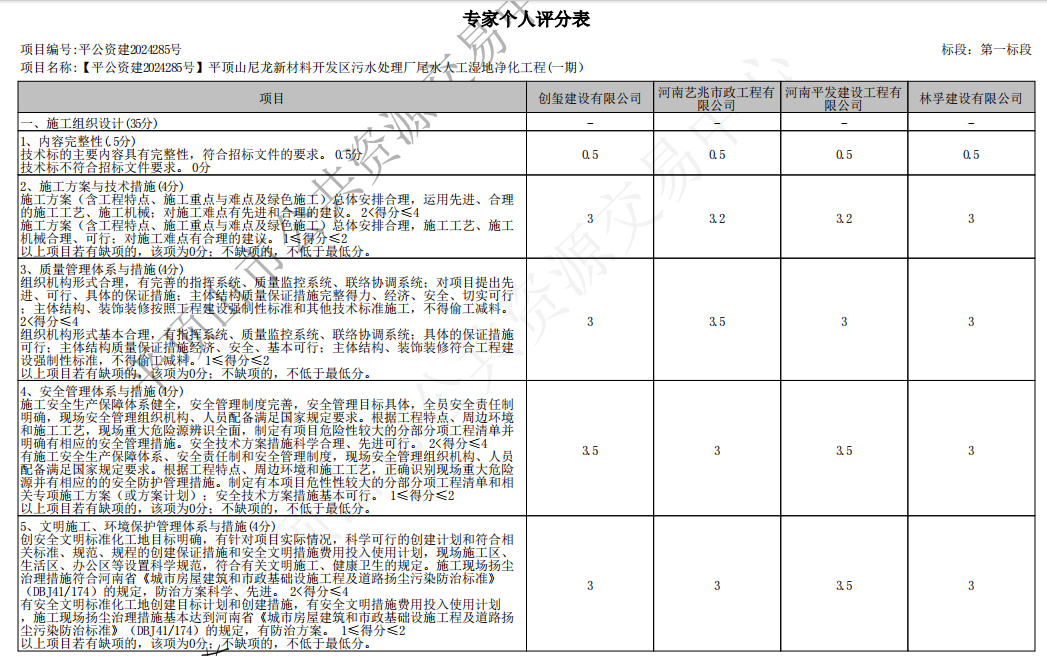 专家个人评分表
项目编号:平公资建2024285号
标段: 第一标段
项目名称:【平公资建2024285号】平顶山尼龙新材料开发区污水处理厂尾水人工湿地净化工程(一期)
项目
创玺建设有限公司
河南艺兆市政工程有
限公司
河南平发建设工程有
限公司
林孚建设有限公司
一、施工组织设计(35分)
-
-
-
-
1、内容完整性(.5分)
技术标的主要内容具有完整性，符合招标文件的要求。 0.5分
技术标不符合招标文件要求。 0分
0.5
0.5
0.5
0.5
2、施工方案与技术措施(4分)
施工方案（含工程特点、施工重点与难点及绿色施工）总体安排合理，运用先进、合理
的施工工艺、施工机械；对施工难点有先进和合理的建议。 2<得分≤4
施工方案（含工程特点、施工重点与难点及绿色施工）总体安排合理，施工工艺、施工
机械合理、可行；对施工难点有合理的建议。 1≤得分≤2
以上项目若有缺项的，该项为0分；不缺项的，不低于最低分。
3
3.2
3.2
3
3、质量管理体系与措施(4分)
组织机构形式合理，有完善的指挥系统、质量监控系统、联络协调系统；对项目提出先
进、可行、具体的保证措施；主体结构质量保证措施完整得力、经济、安全、切实可行
；主体结构、装饰装修按照工程建设强制性标准和其他技术标准施工，不得偷工减料。
2<得分≤4
组织机构形式基本合理，有指挥系统、质量监控系统、联络协调系统；具体的保证措施
可行；主体结构质量保证措施经济、安全、基本可行；主体结构、装饰装修符合工程建
设强制性标准，不得偷工减料。 1≤得分≤2
以上项目若有缺项的，该项为0分；不缺项的，不低于最低分。
3
3.5
3
3
4、安全管理体系与措施(4分)
施工安全生产保障体系健全，安全管理制度完善，安全管理目标具体，全员安全责任制
明确，现场安全管理组织机构、人员配备满足国家规定要求。根据工程特点、周边环境
和施工工艺，现场重大危险源辨识全面，制定有本项目危险性较大的分部分项工程清单并
明确有相应的安全管理措施。安全技术方案措施科学合理、先进可行。 2<得分≤4
有施工安全生产保障体系、安全责任制和安全管理制度，现场安全管理组织机构、人员
配备满足国家规定要求。根据工程特点、周边环境和施工工艺，正确识别现场重大危险
源并有相应的的安全防护管理措施。制定有本项目危性性较大的分部分项工程清单和相
关专项施工方案（或方案计划）；安全技术方案措施基本可行。 1≤得分≤2
以上项目若有缺项的，该项为0分；不缺项的，不低于最低分。
3.5
3
3.5
3
5、文明施工、环境保护管理体系与措施(4分)
创安全文明标准化工地目标明确，有针对项目实际情况，科学可行的创建计划和符合相
关标准、规范、规程的创建保证措施和安全文明措施费用投入使用计划，现场施工区、
生活区、办公区等设置科学规范，符合有关文明施工、健康卫生的规定。施工现场扬尘
治理措施符合河南省《城市房屋建筑和市政基础设施工程及道路扬尘污染防治标准》
（DBJ41/174）的规定，防治方案科学、先进。 2<得分≤4
有安全文明标准化工地创建目标计划和创建措施，有安全文明措施费用投入使用计划
，施工现场扬尘治理措施基本达到河南省《城市房屋建筑和市政基础设施工程及道路扬
尘污染防治标准》（DBJ41/174）的规定，有防治方案。 1≤得分≤2
以上项目若有缺项的，该项为0分；不缺项的，不低于最低分。
3
3
3.5
3